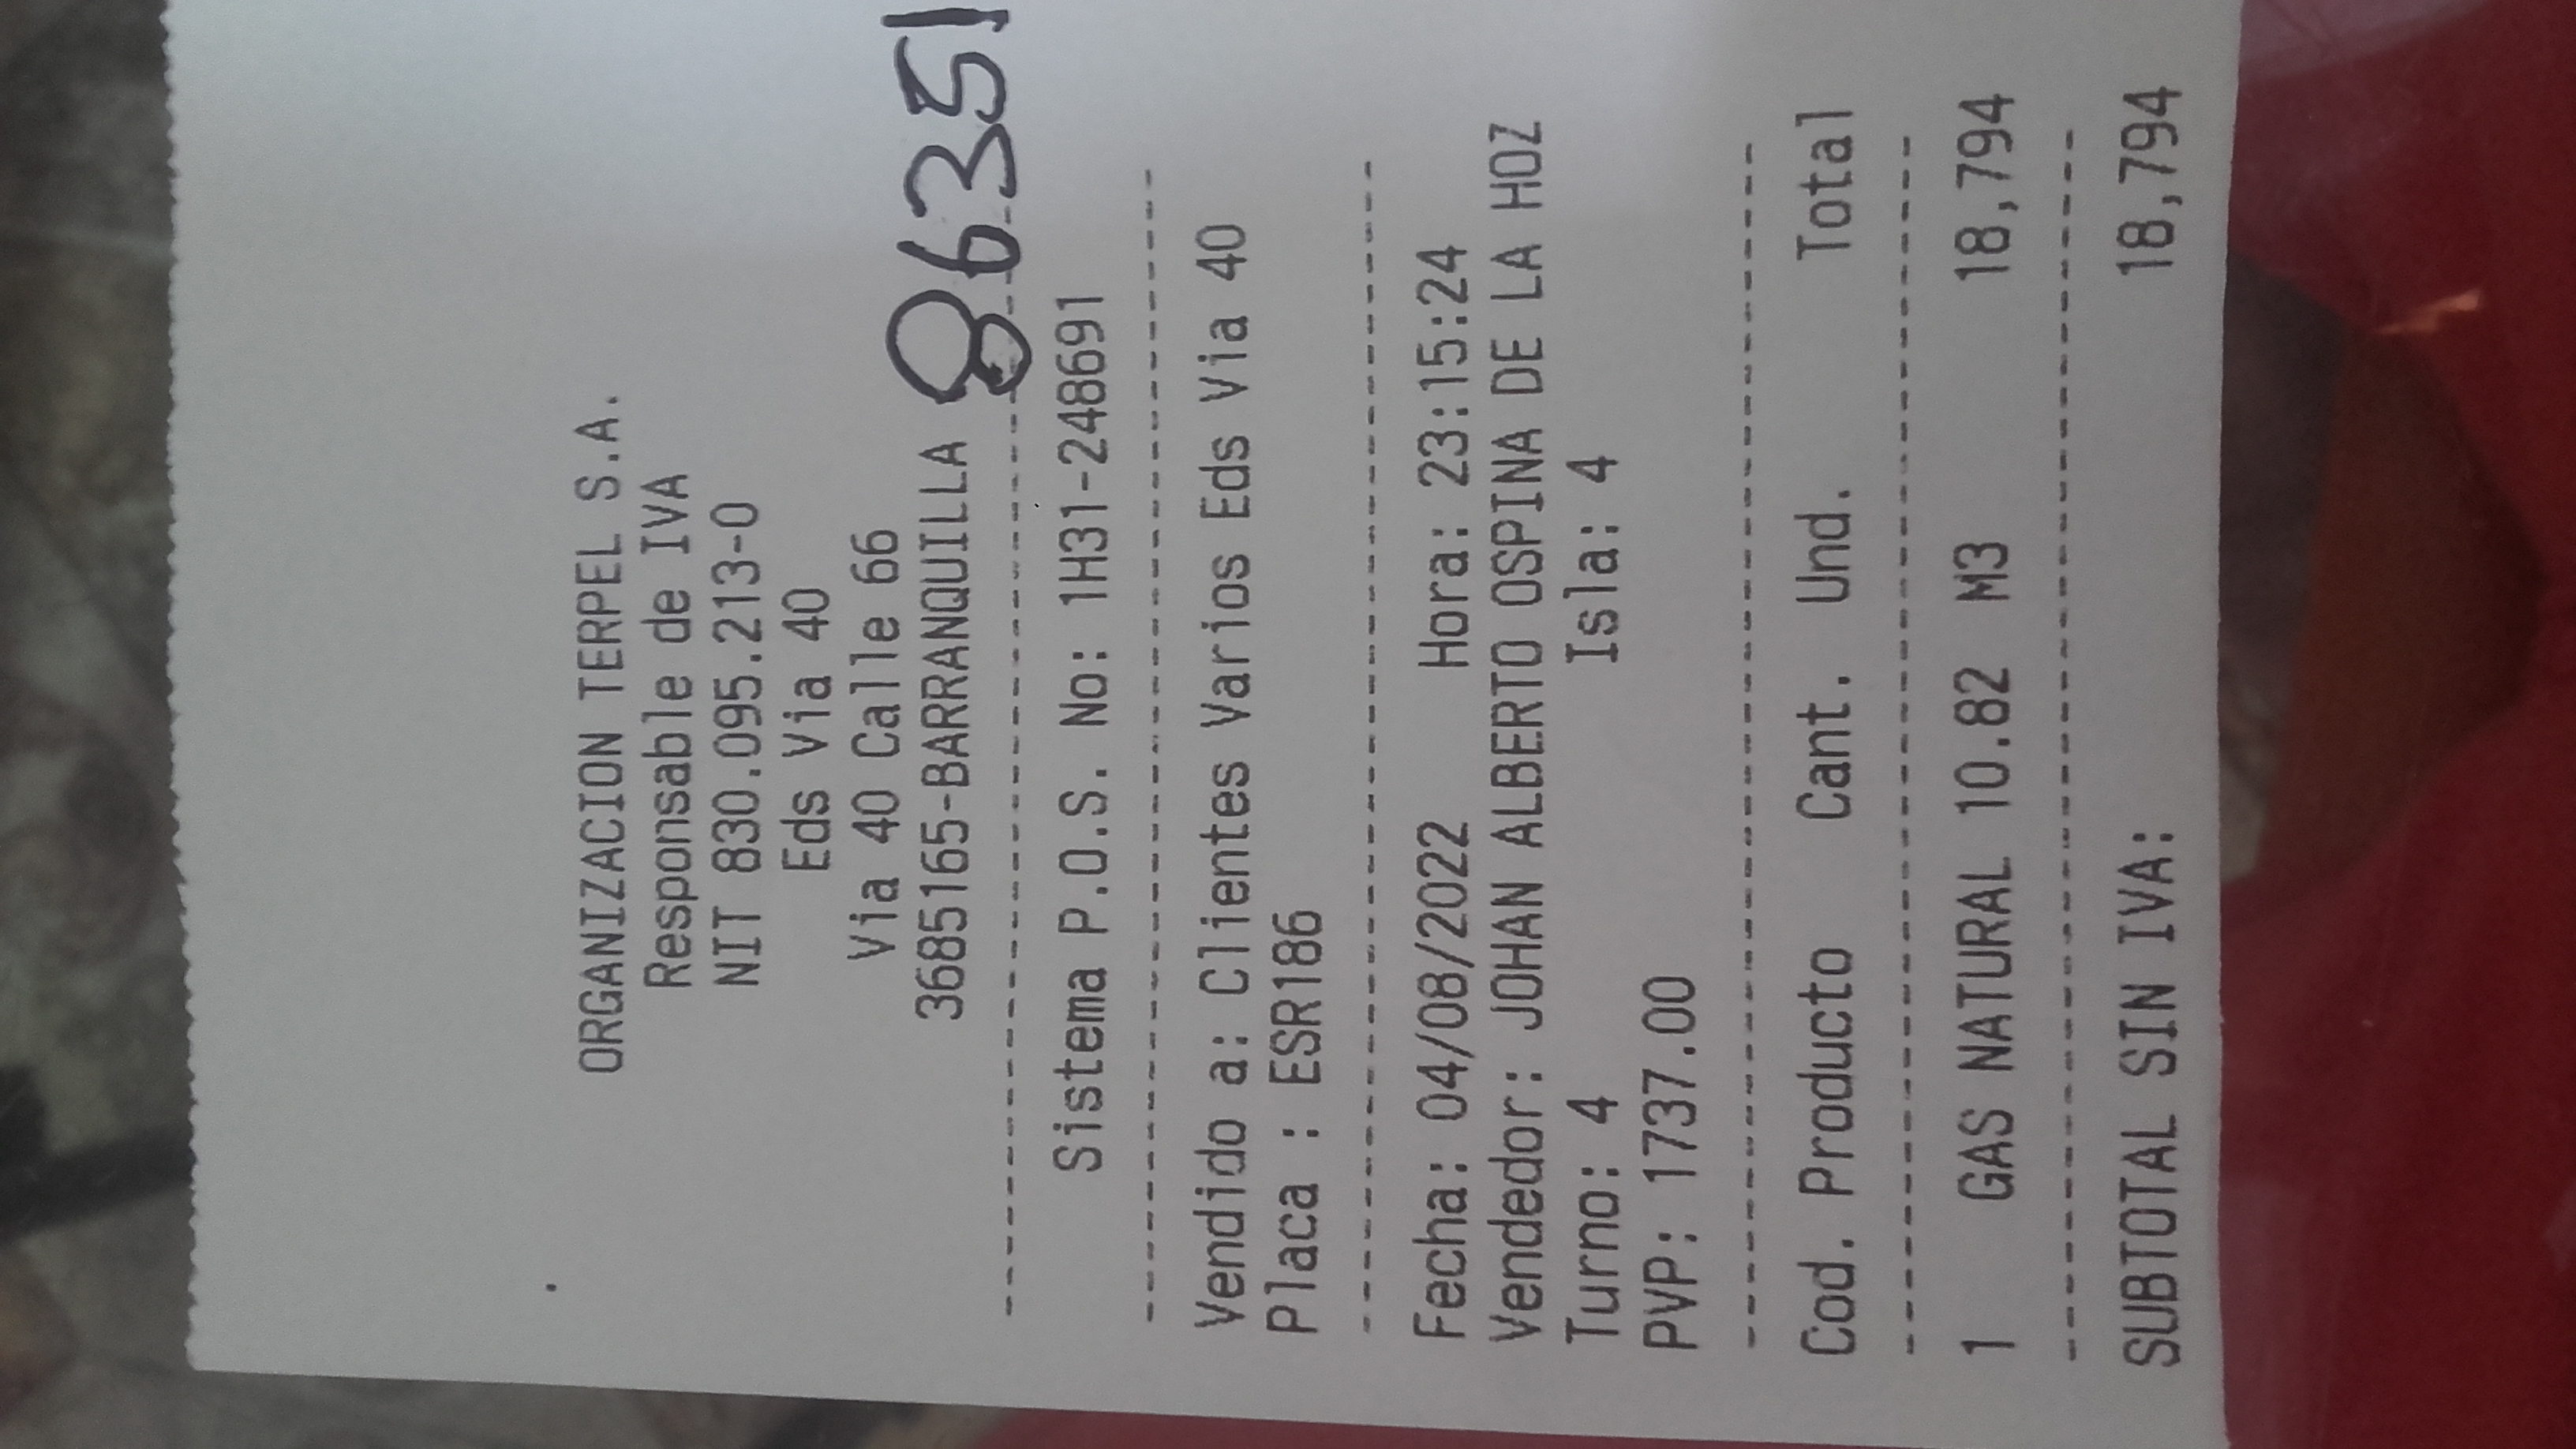 ORGANIZACION TERPEL S.A.
Responsable de IVA
NIT 830.095.213-0
Eds Via 40
Via 40 Calle 66
3685165-BARRANQUILLA 86351
Sistema P.O.S. No: 1H31-248691
Vendido a: Clientes Varios Eds Via 40
Placa : ESR186
Fecha: 04/08/2022 Hora: 23:15:24
Vendedor: JOHAN ALBERTO OSPINA DE LA HOZ
Turno: 4 Isla: 4
PVP: 1737.00
Cod. Producto Cant. Und. Total
1 GAS NATURAL 10.82 M3 18,794
SUBTOTAL SIN IVA: 18,794